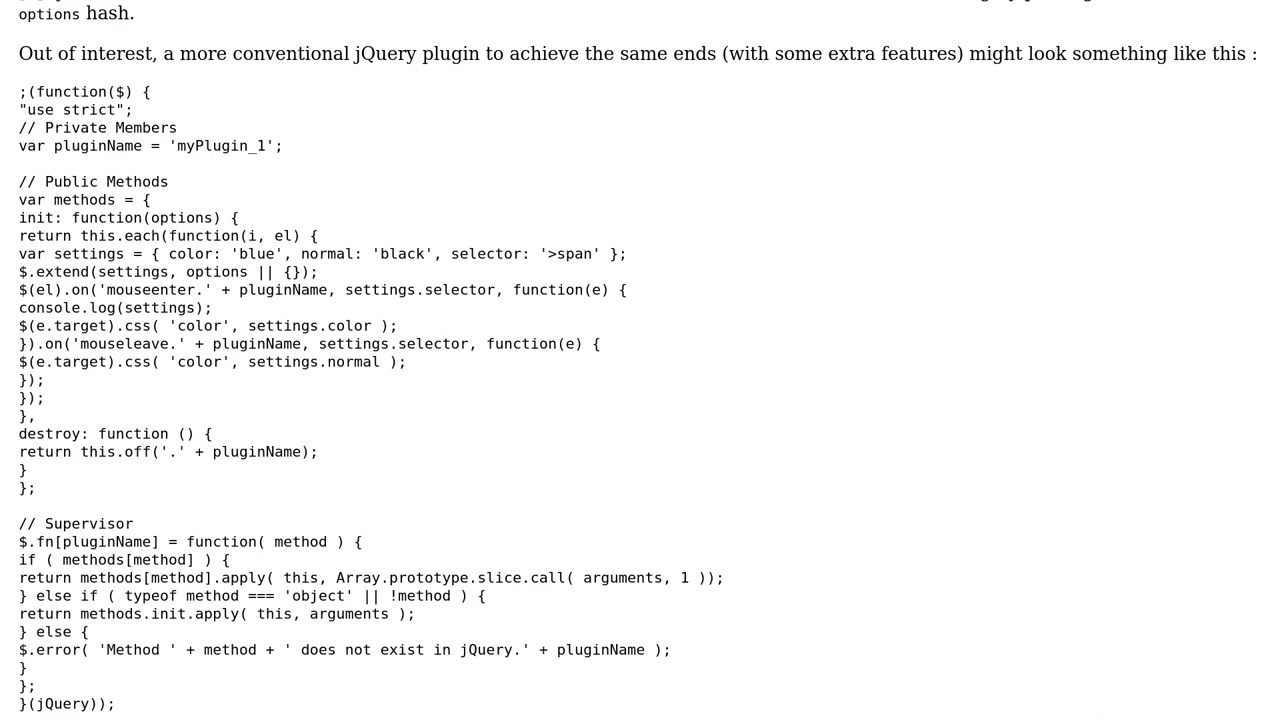 options hash.
Out of interest, a more conventional jQuery plugin to achieve the same ends (with some extra features) might look something like this :
;(function($) {
"use strict";
// Private Members
var pluginName = 'myPlugin_1';
// Public Methods
var methods = {
init: function(options) {
return this.each(function(i, el) {
var settings = { color: 'blue', normal: 'black', selector: '>span' };
$.extend(settings, options || {});
$(el).on('mouseenter.' + pluginName, settings.selector, function(e) {
console.log(settings);
$(e.target).css( 'color', settings.color );
}).on('mouseleave.' + pluginName, settings.selector, function(e) {
$(e.target).css( 'color', settings.normal );
});
});
},
destroy: function () {
return this.off('.' + pluginName);
}
};
// Supervisor
$.fn[pluginName] = function( method ) {
if ( methods[method] ) {
return methods[method].apply( this, Array.prototype.slice.call( arguments, 1 ));
} else if ( typeof method === 'object' || !method ) {
return methods.init.apply( this, arguments );
} else {
$.error( 'Method ' + method + ' does not exist in jQuery.' + pluginName );
}
};
}(jQuery));